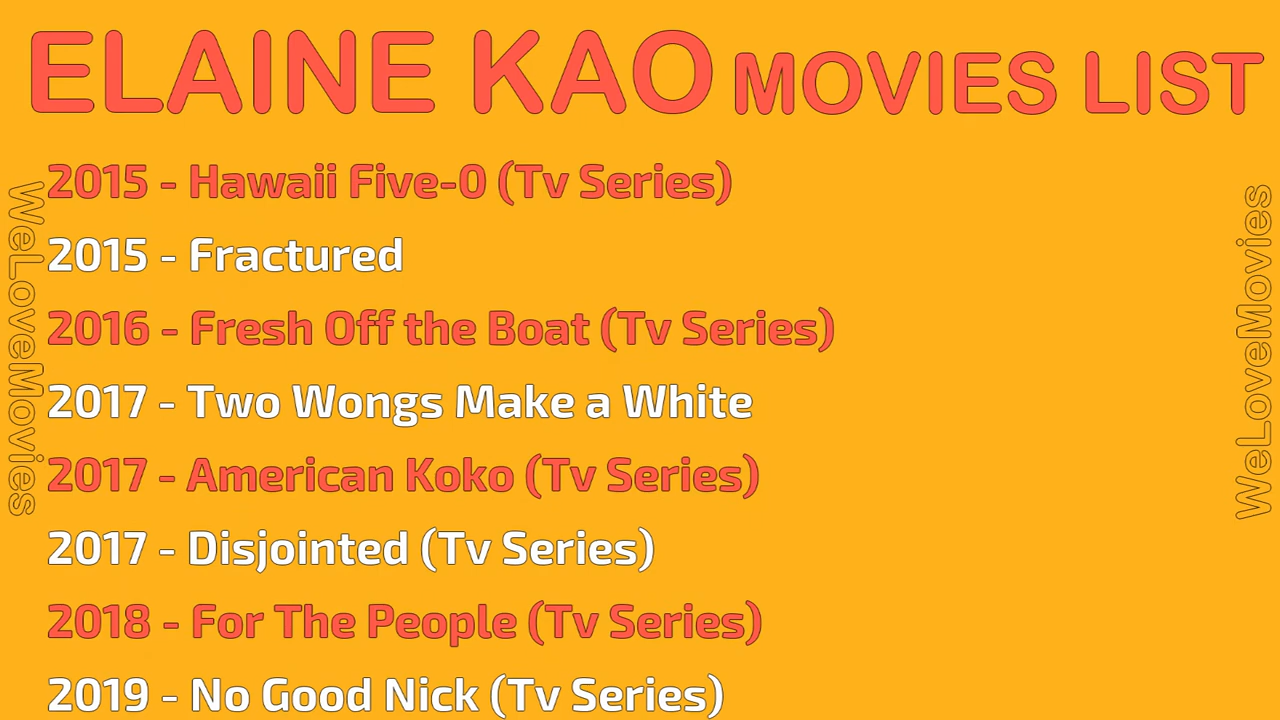 ELAINE KAO MOVIES LIST
2015 - Hawaii Five-0 (Tv Series)
2015 - Fractured
2016 - Fresh Off the Boat (Tv Series)
2017 - Two Wongs Make a White
2017 - American Koko (Tv Series)
2017 - Disjointed (Tv Series)
2018 - For The People (Tv Series)
2019 - No Good Nick (Tv Series)
WeLoveMovies
WeLoveMovies